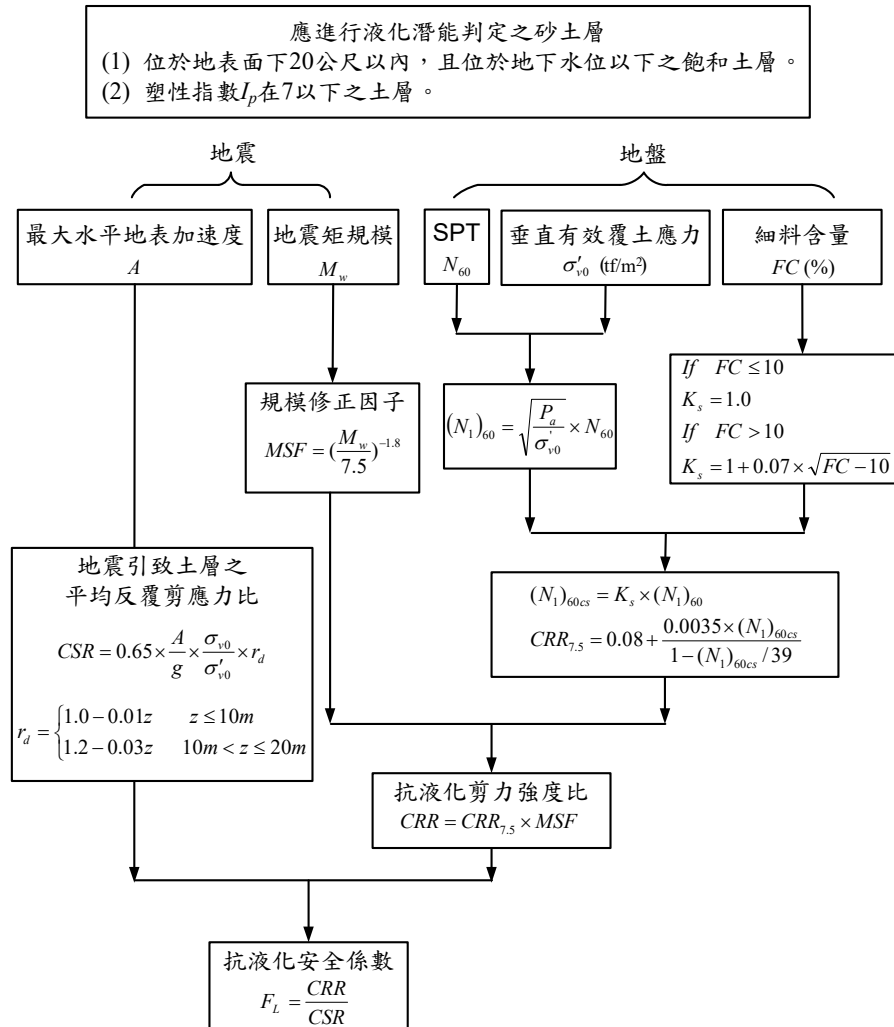 應進行液化潛能判定之砂土層
(1) 位於地表面下20公尺以內，且位於地下水位以下之飽和土層。
(2) 塑性指數I_p在7以下之土層。
地震
地盤
最大水平地表加速度
A
地震矩規模
M_w
SPT
N_60
垂直有效覆土應力
σ'_v0 (tf/m²)
細料含量
FC (%)
規模修正因子
MSF = (M_w / 7.5)^−1.8
(N_1)_60 = √(P_a / σ'_v0) × N_60
If FC ≤ 10
K_s = 1.0
If FC > 10
K_s = 1 + 0.07 × √(FC − 10)
地震引致土層之
平均反覆剪應力比
CSR = 0.65 × A/g × σ_v0/σ'_v0 × r_d
r_d = { 1.0 − 0.01z z ≤ 10m
1.2 − 0.03z 10m < z ≤ 20m
(N_1)_60cs = K_s × (N_1)_60
CRR_7.5 = 0.08 + 0.0035 × (N_1)_60cs / 1 − (N_1)_60cs / 39
抗液化剪力強度比
CRR = CRR_7.5 × MSF
抗液化安全係數
F_L = CRR / CSR